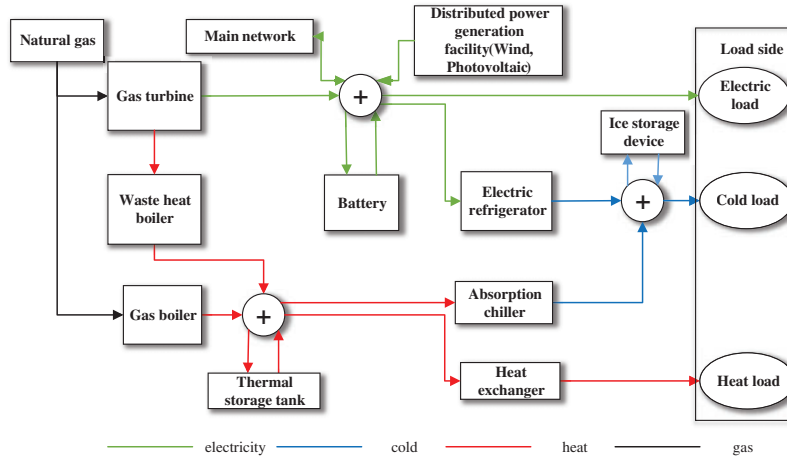 Natural gas
Main network
Distributed power
generation
facility(Wind,
Photovoltaic)
Load side
Gas turbine
+
Electric
load
Ice storage
device
Waste heat
boiler
Battery
Electric
refrigerator
+
Cold load
Gas boiler
+
Absorption
chiller
Thermal
storage tank
Heat
exchanger
Heat load
electricity
cold
heat
gas